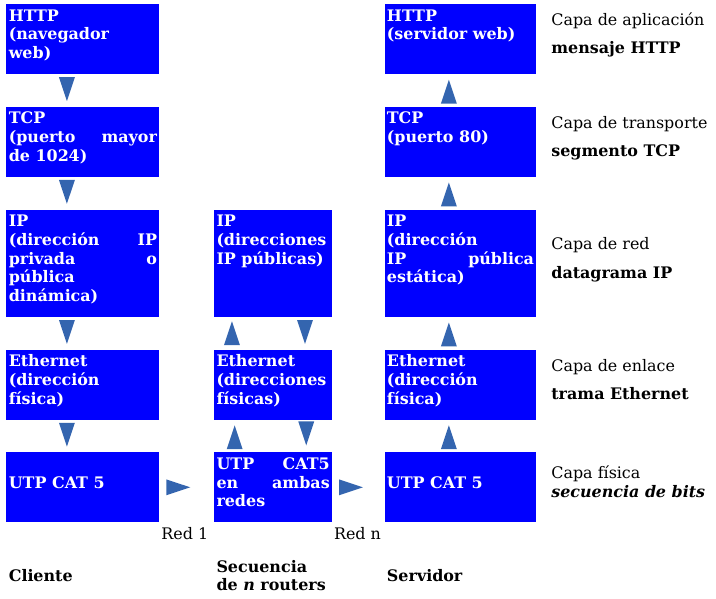 HTTP
(navegador
web)
HTTP
(servidor web)
Capa de aplicación
mensaje HTTP
TCP
(puerto mayor
de 1024)
TCP
(puerto 80)
Capa de transporte
segmento TCP
IP
(dirección IP
privada o
pública
dinámica)
IP
(direcciones
IP públicas)
IP
(dirección
IP pública
estática)
Capa de red
datagrama IP
Ethernet
(dirección
física)
Ethernet
(direcciones
físicas)
Ethernet
(dirección
física)
Capa de enlace
trama Ethernet
UTP CAT 5
UTP CAT5
en ambas
redes
UTP CAT 5
Capa física
secuencia de bits
Red 1
Red n
Cliente
Secuencia
de n routers
Servidor